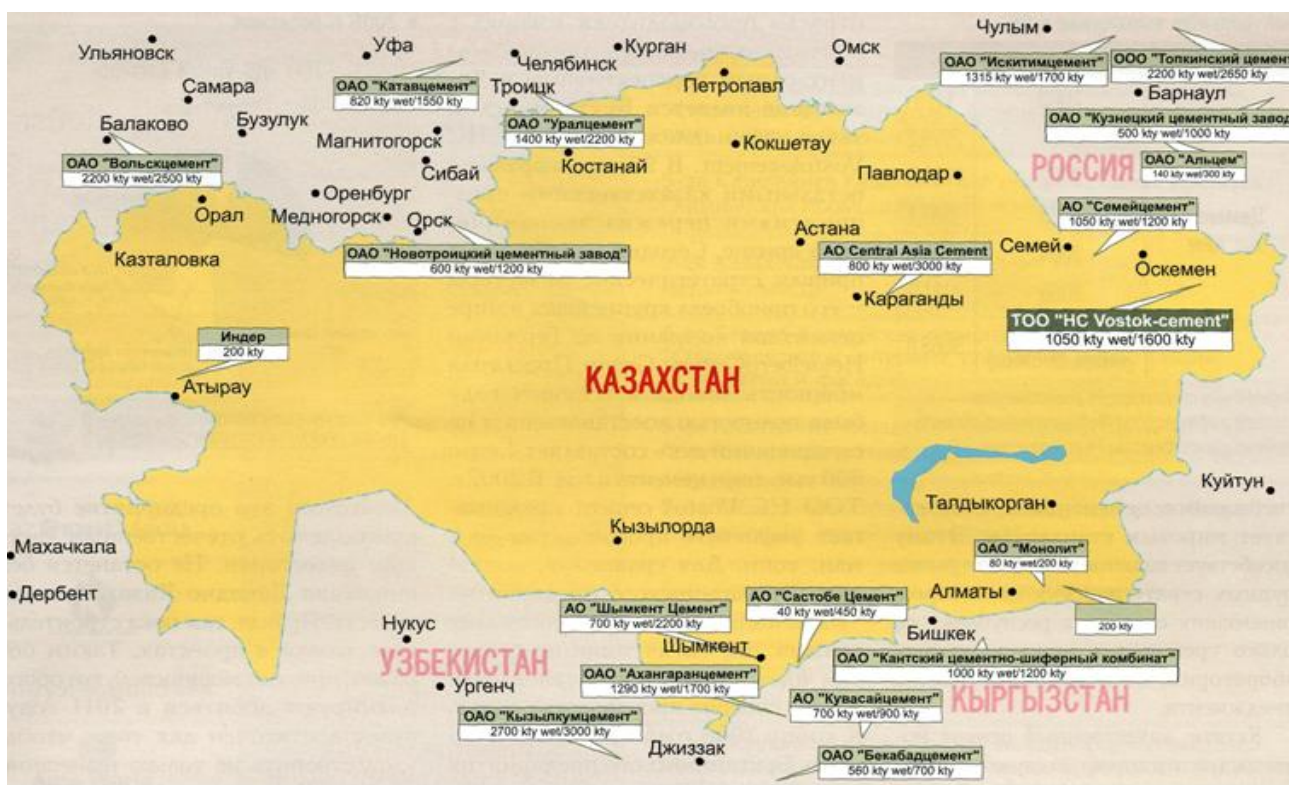 Ульяновск
Уфа
Челябинск
Курган
Омск
Чулым
ОАО "Искитимцемент"
1315 kty wet/1700 kty
ООО "Топкинский цемент"
2200 kty wet/2650 kty
ОАО "Катавцемент"
820 kty wet/1550 kty
Самара
Троицк
Петропавл
Барнаул
Балаково
Бузулук
Магнитогорск
ОАО "Уралцемент"
1400 kty wet/2200 kty
Кокшетау
ОАО "Кузнецкий цементный завод"
500 kty wet/1000 kty
ОАО "Вольскцемент"
2200 kty wet/2500 kty
Сибай
Костанай
Павлодар
РОССИЯ
ОАО "Альцем"
140 kty wet/300 kty
Орал
Оренбург
Медногорск
Орск
Астана
АО "Семейцемент"
1050 kty wet/1200 kty
Казталовка
ОАО "Новотроицкий цементный завод"
600 kty wet/1200 kty
АО Central Asia Cement
800 kty wet/3000 kty
Семей
Оскемен
Караганды
ТОО "НС Vostok-cement"
1050 kty wet/1600 kty
Индер
200 kty
Атырау
КАЗАХСТАН
Куйтун
Талдыкорган
Кызылорда
Махачкала
Дербент
ОАО "Монолит"
80 kty wet/200 kty
Алматы
200 kty
АО "Састобе Цемент"
40 kty wet/450 kty
АО "Шымкент Цемент"
700 kty wet/2200 kty
Нукус
УЗБЕКИСТАН
Шымкент
Бишкек
ОАО "Кантский цементно-шиферный комбинат"
1000 kty wet/1200 kty
Ургенч
ОАО "Ахангаранцемент"
1290 kty wet/1700 kty
АО "Кувасайцемент"
700 kty wet/900 kty
КЫРГЫЗСТАН
ОАО "Кызылкумцемент"
2700 kty wet/3000 kty
Джиззак
ОАО "Бекабадцемент"
560 kty wet/700 kty